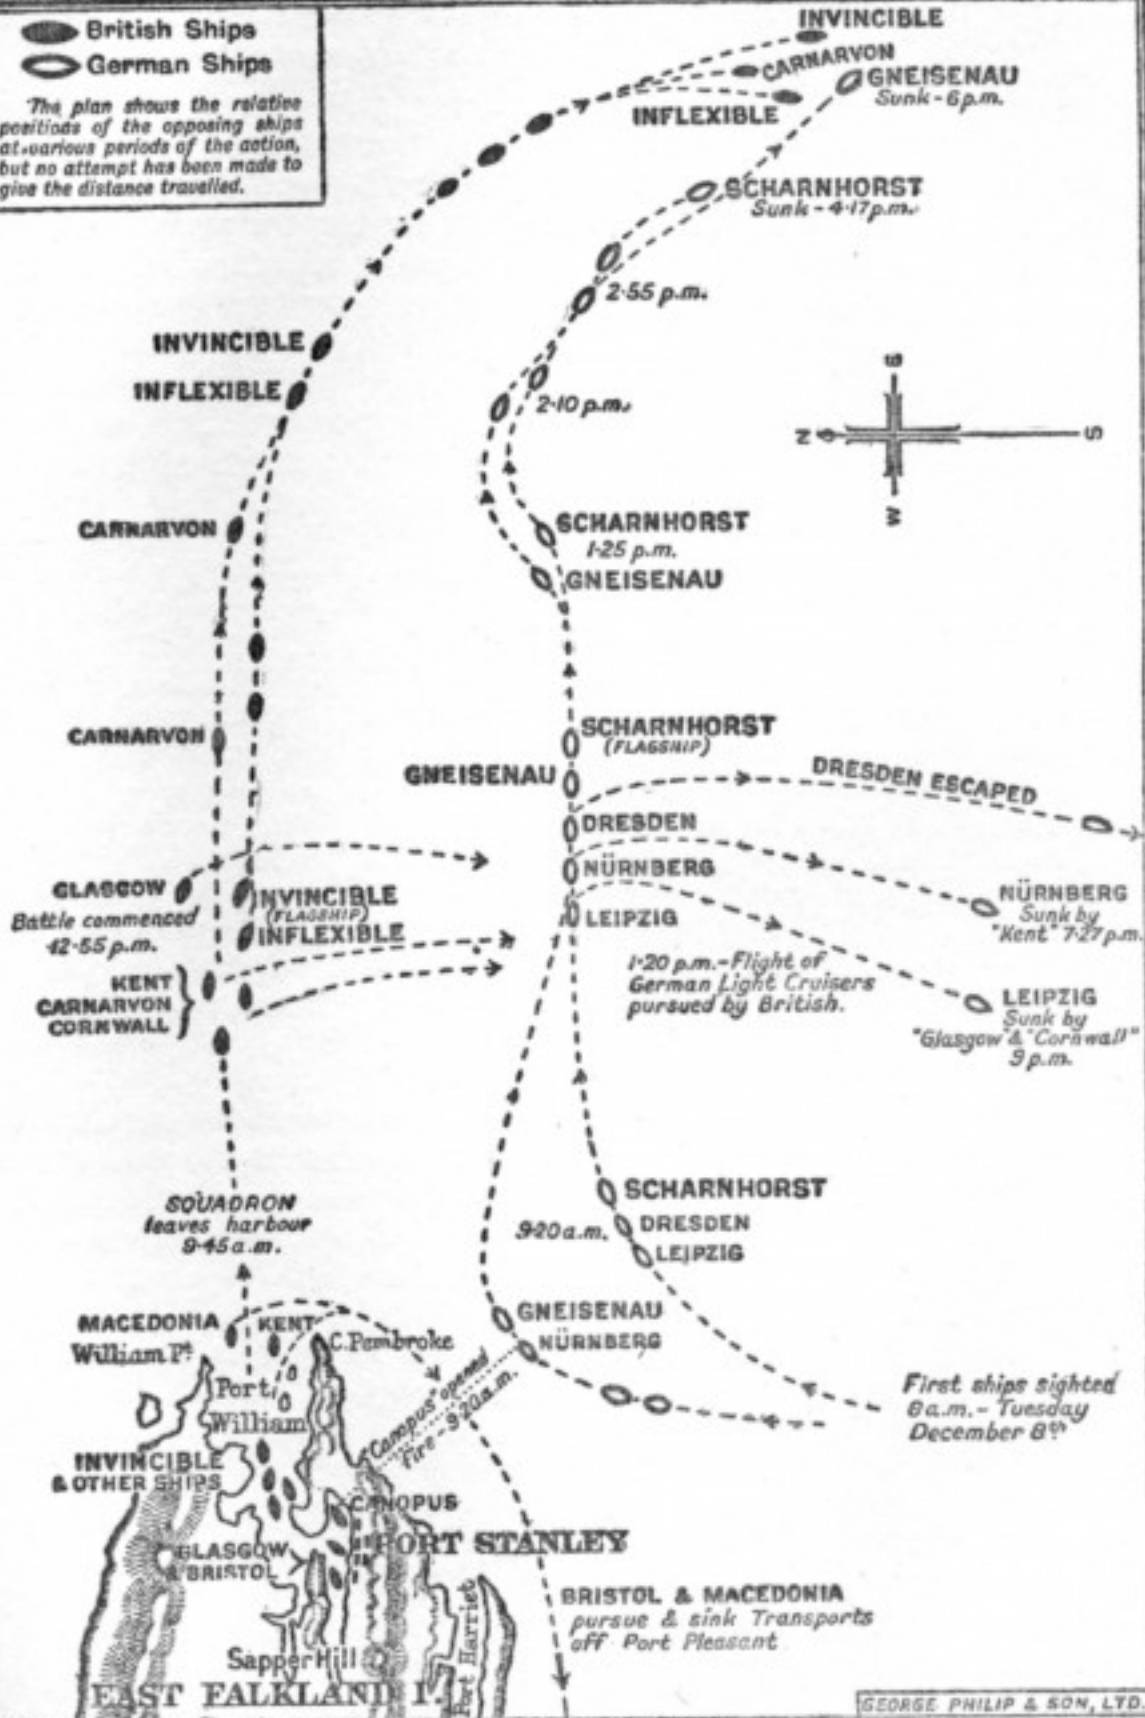 British Ships
German Ships
The plan shows the relative
positions of the opposing ships
at various periods of the action,
but no attempt has been made to
give the distance travelled.
INVINCIBLE
CARNARVON
GNEISENAU
Sunk - 6 p.m.
INFLEXIBLE
SCHARNHORST
Sunk - 4·17 p.m.
2·55 p.m.
INVINCIBLE
INFLEXIBLE
2·10 p.m.
E
N
S
W
CARNARVON
SCHARNHORST
1·25 p.m.
GNEISENAU
CARNARVON
SCHARNHORST
(FLAGSHIP)
GNEISENAU
DRESDEN ESCAPED
DRESDEN
NÜRNBERG
LEIPZIG
GLASGOW
Battle commenced
12·55 p.m.
INVINCIBLE
(FLAGSHIP)
INFLEXIBLE
NÜRNBERG
Sunk by
"Kent" 7·27 p.m.
KENT
CARNARVON
CORNWALL
1·20 p.m. - Flight of
German Light Cruisers
pursued by British.
LEIPZIG
Sunk by
"Glasgow" & "Cornwall"
9 p.m.
SQUADRON
leaves harbour
9·45 a.m.
SCHARNHORST
9·20 a.m.
DRESDEN
LEIPZIG
GNEISENAU
NÜRNBERG
MACEDONIA
KENT
William Pt.
C. Pembroke
Port
William
"Canopus" opened
fire - 9·20 a.m.
First ships sighted
8 a.m. - Tuesday
December 8th
INVINCIBLE
& OTHER SHIPS
CANOPUS
PORT STANLEY
GLASGOW
& BRISTOL
BRISTOL & MACEDONIA
pursue & sink Transports
off Port Pleasant
Sapper Hill
Port Harriet
EAST FALKLAND I.
GEORGE PHILIP & SON, LTD.